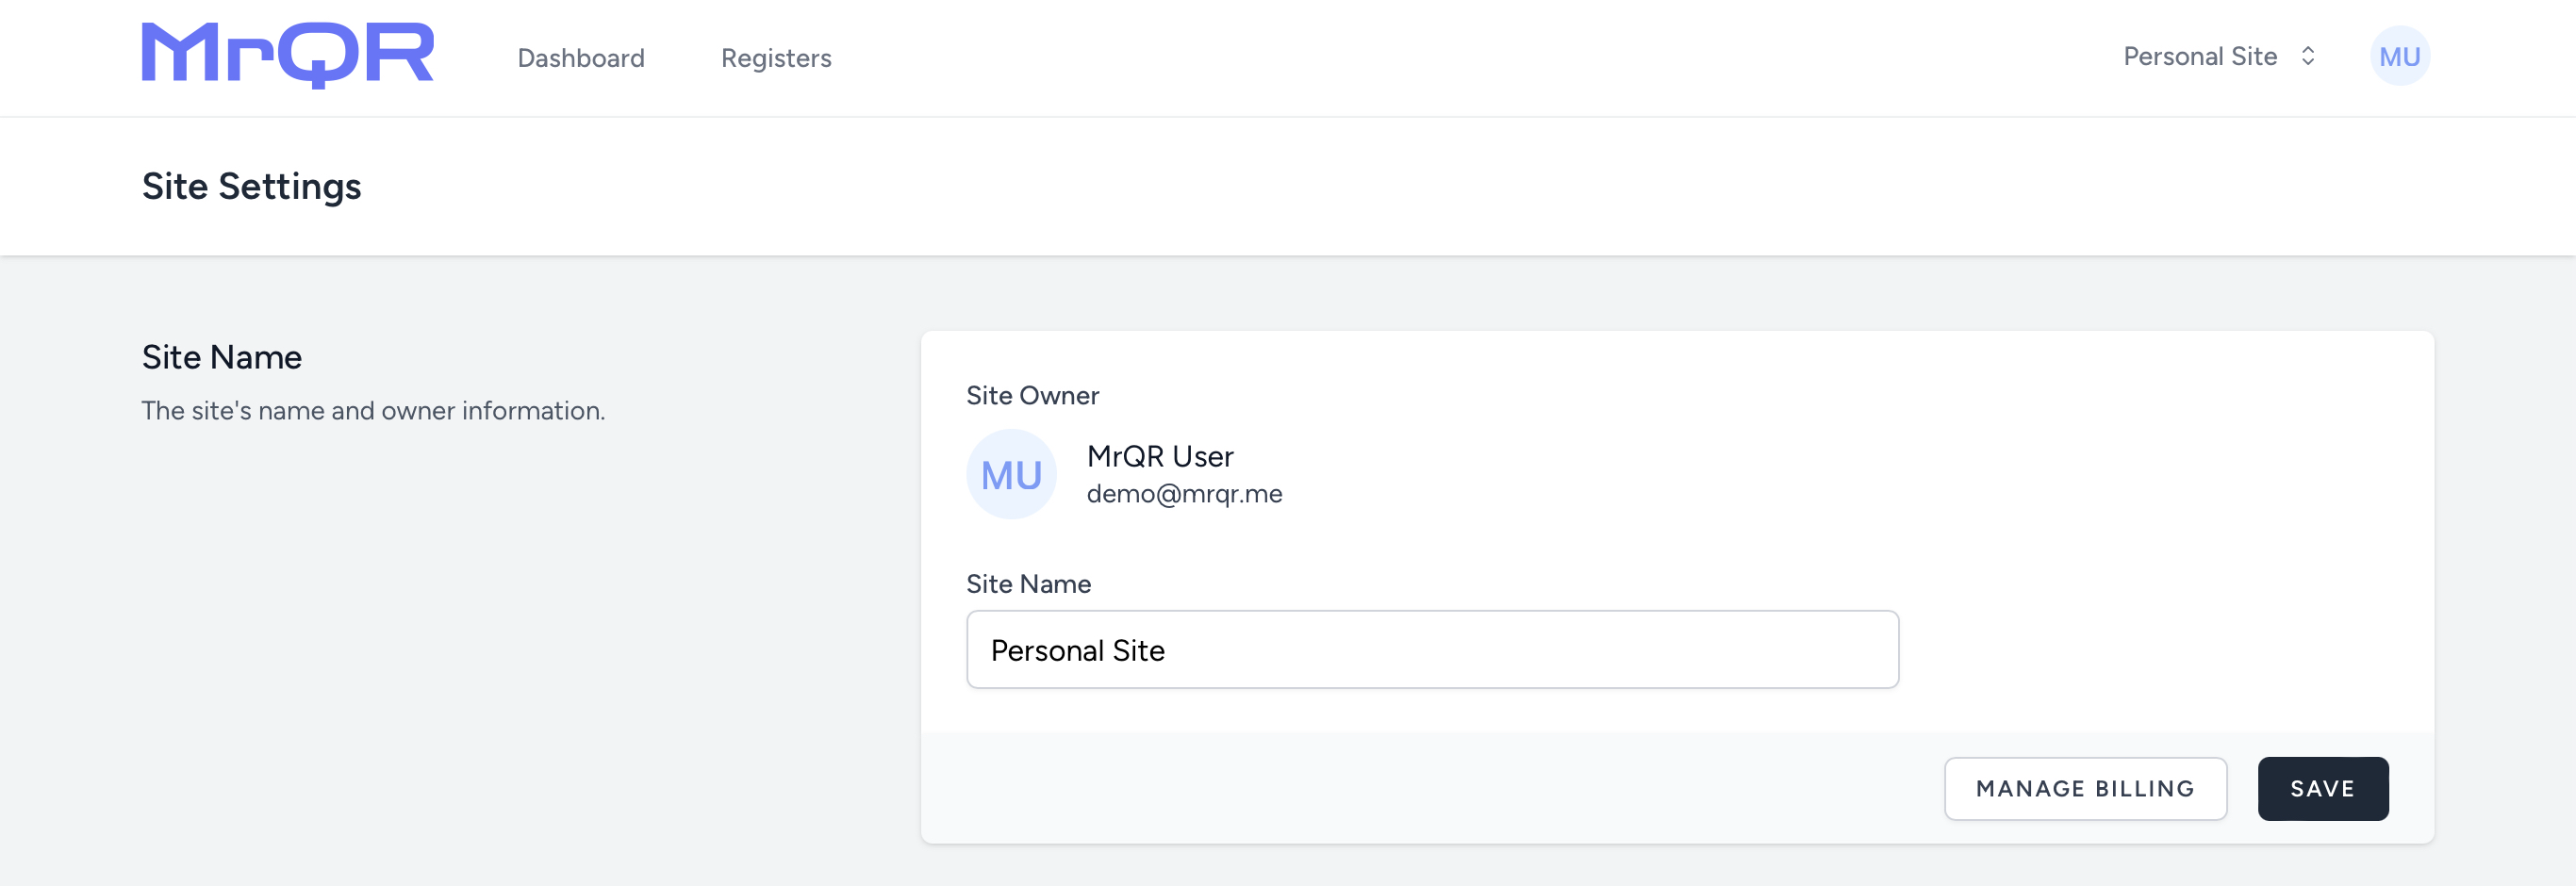 MrQR Dashboard Registers Personal Site MU
Site Settings
Site Name
The site's name and owner information.
Site Owner
MU
MrQR User
demo@mrqr.me
Site Name
Personal Site
MANAGE BILLING SAVE